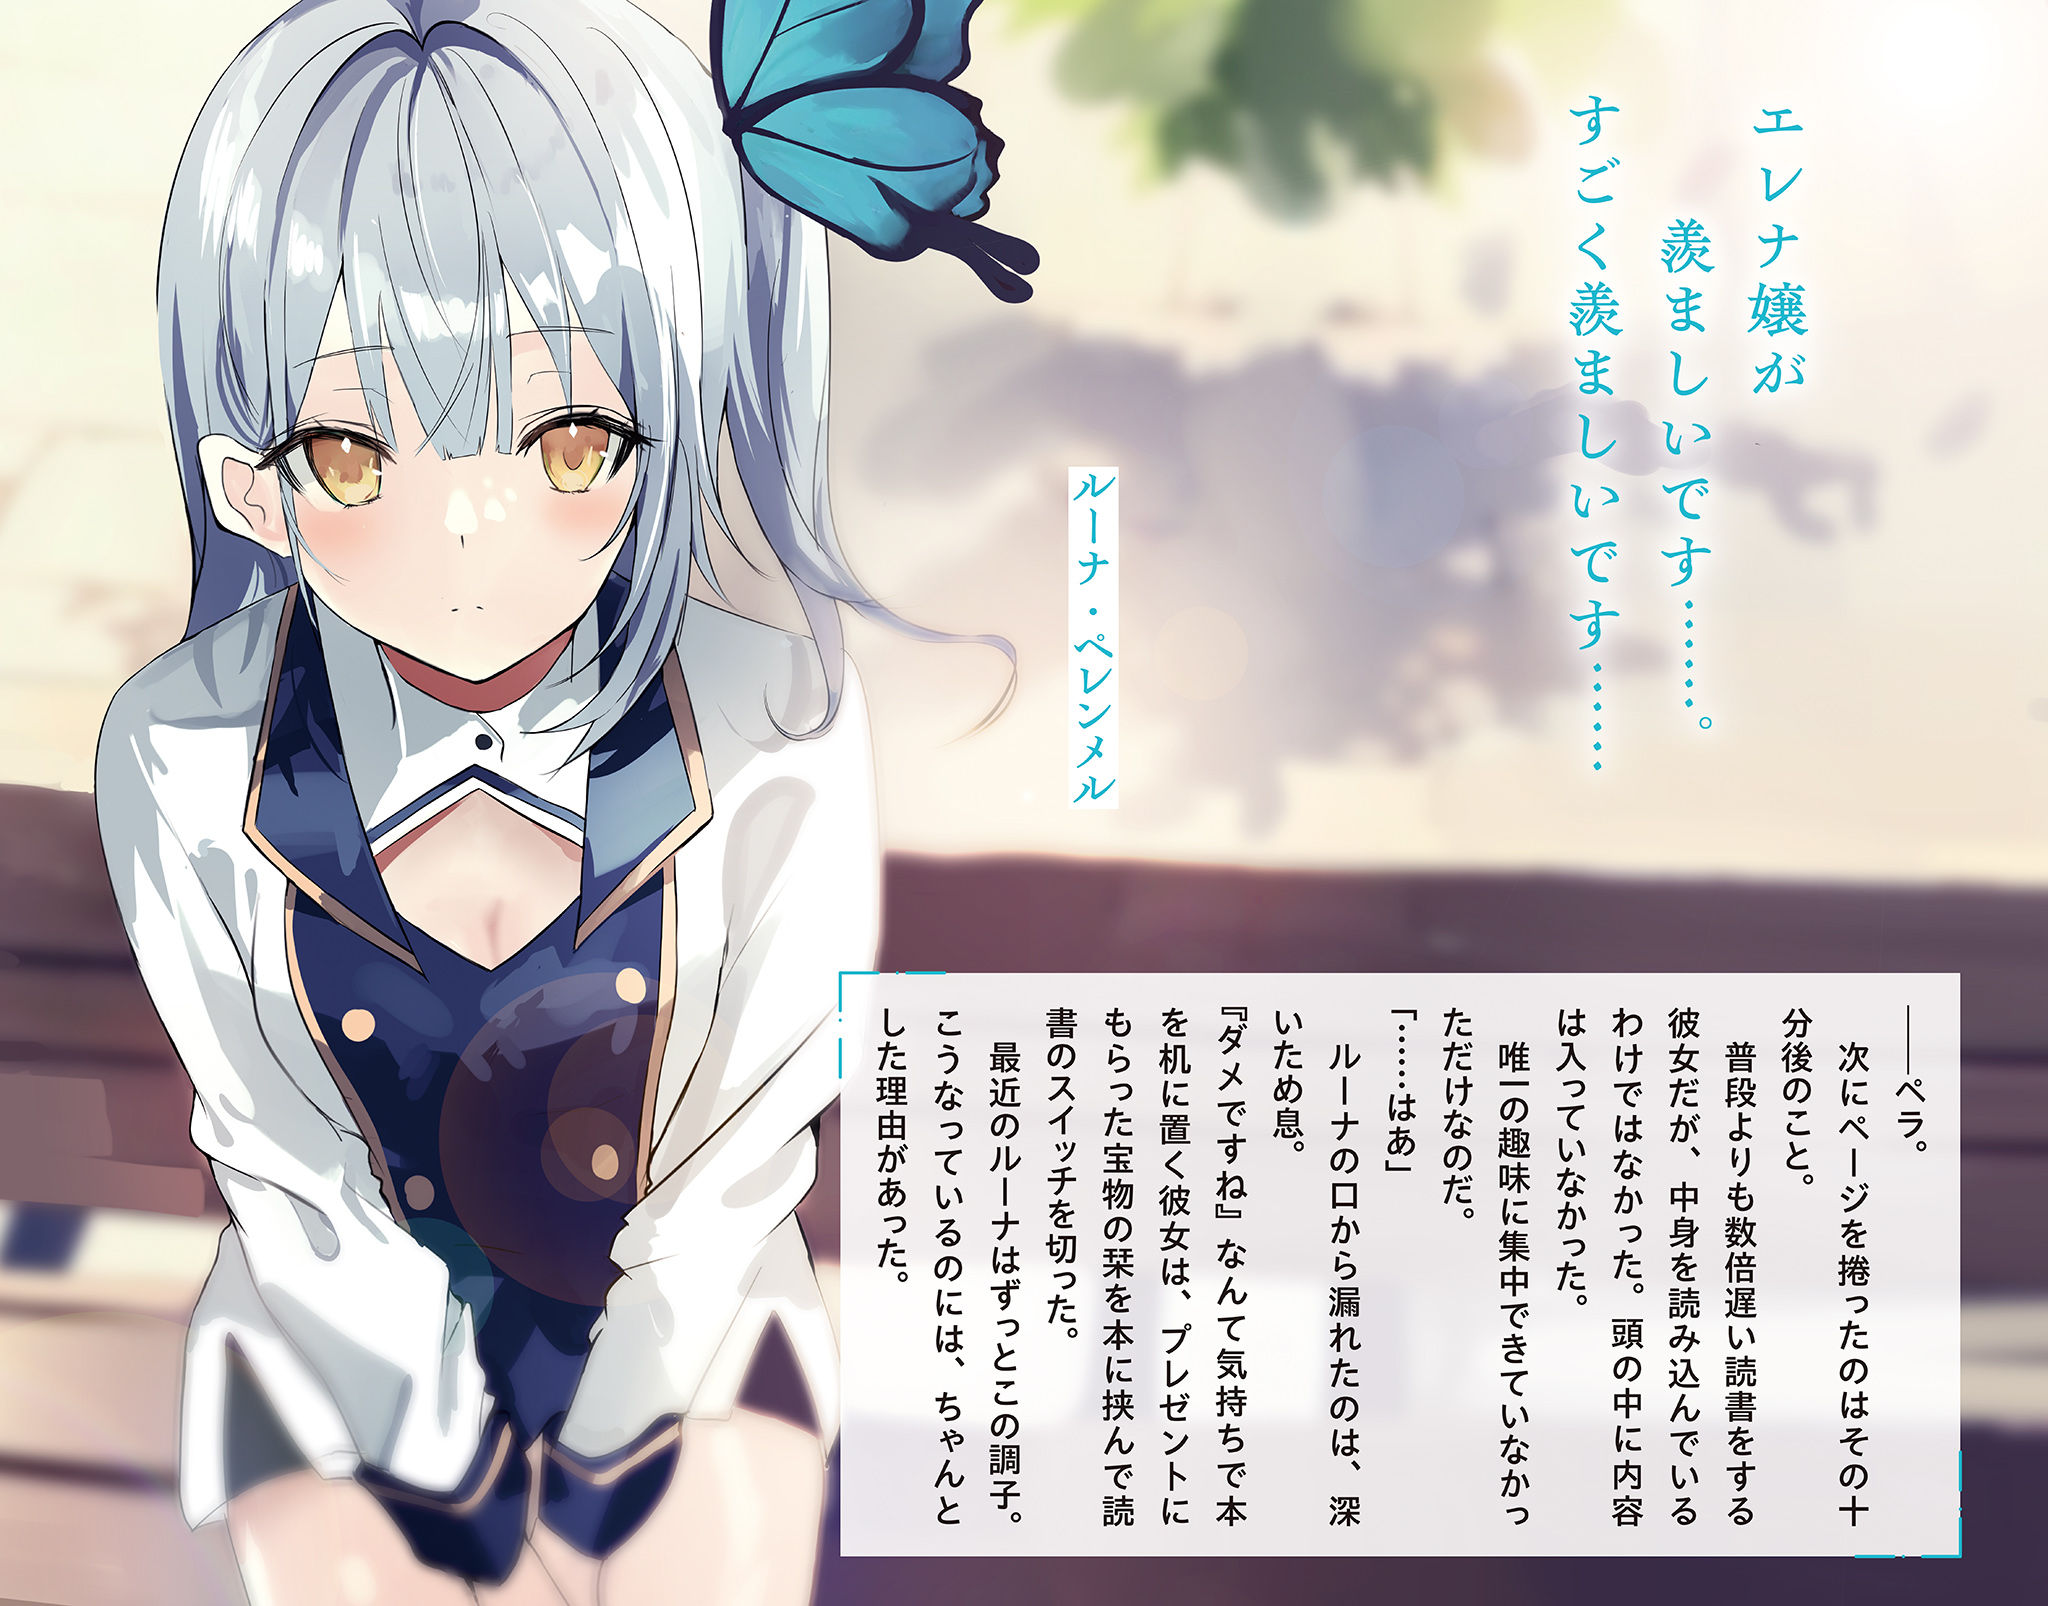 エレナ嬢が
羨ましいです………。
すごく羨ましいです………
ルーナ・ペレンメル
――ペラ。
次にページを捲ったのはその十
分後のこと。
普段よりも数倍遅い読書をする
彼女だが、中身を読み込んでいる
わけではなかった。頭の中に内容
は入っていなかった。
唯一の趣味に集中できていなかっ
ただけなのだ。
「……はあ」
ルーナの口から漏れたのは、深
いため息。
『ダメですね』なんて気持ちで本
を机に置く彼女は、プレゼントに
もらった宝物の栞を本に挟んで読
書のスイッチを切った。
最近のルーナはずっとこの調子。
こうなっているのには、ちゃんと
した理由があった。